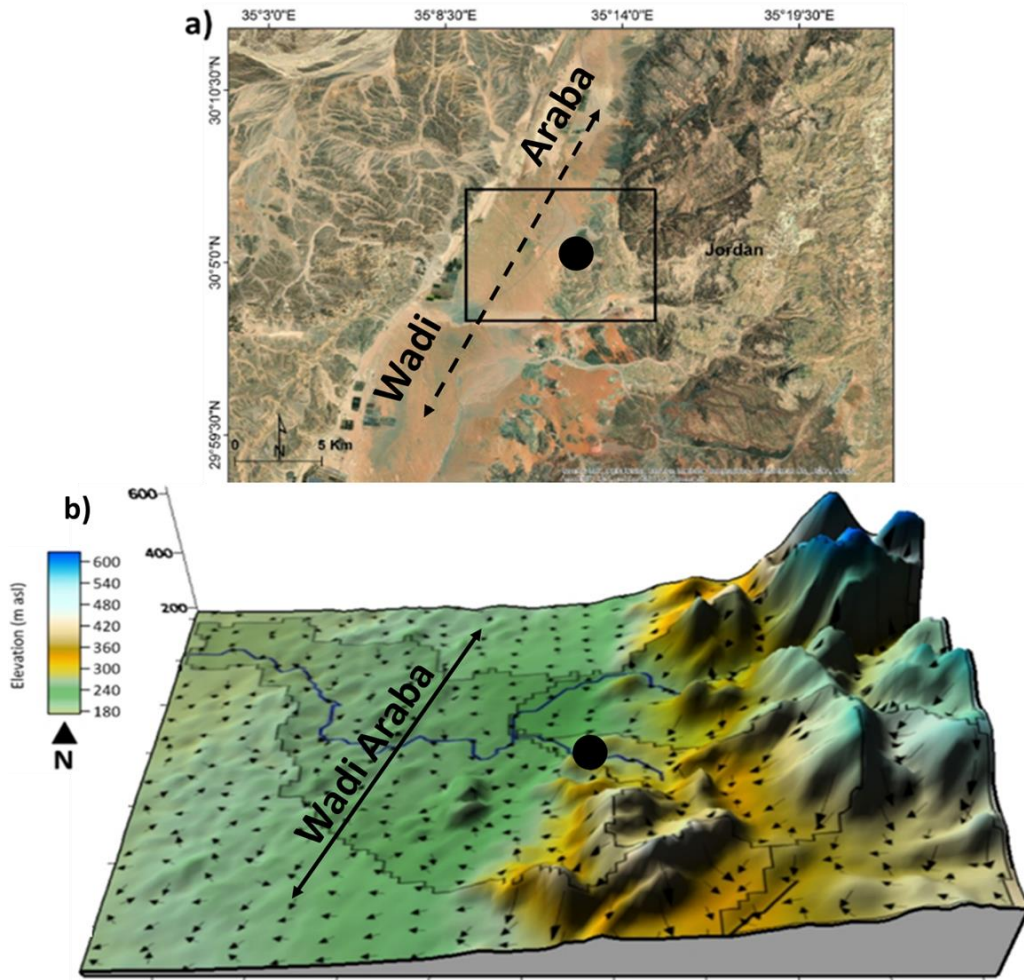 35°3'0"E 35°8'30"E 35°14'0"E 35°19'30"E
a)
30°10'30"N
30°5'0"N
29°59'30"N
Wadi Araba
Jordan
0 5 Km
N
b)
600
400
200
Elevation (m asl)
600
540
480
420
360
300
240
180
N
Wadi Araba